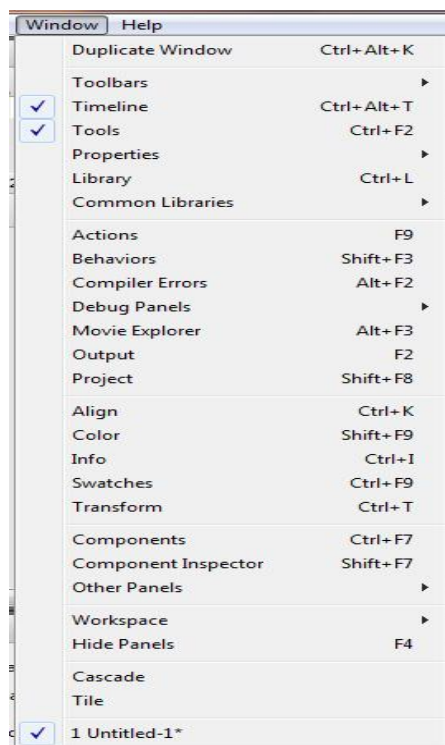 Window Help
Duplicate Window Ctrl+Alt+K
Toolbars
Timeline Ctrl+Alt+T
Tools Ctrl+F2
Properties
Library Ctrl+L
Common Libraries
Actions F9
Behaviors Shift+F3
Compiler Errors Alt+F2
Debug Panels
Movie Explorer Alt+F3
Output F2
Project Shift+F8
Align Ctrl+K
Color Shift+F9
Info Ctrl+I
Swatches Ctrl+F9
Transform Ctrl+T
Components Ctrl+F7
Component Inspector Shift+F7
Other Panels
Workspace
Hide Panels F4
Cascade
Tile
1 Untitled-1*